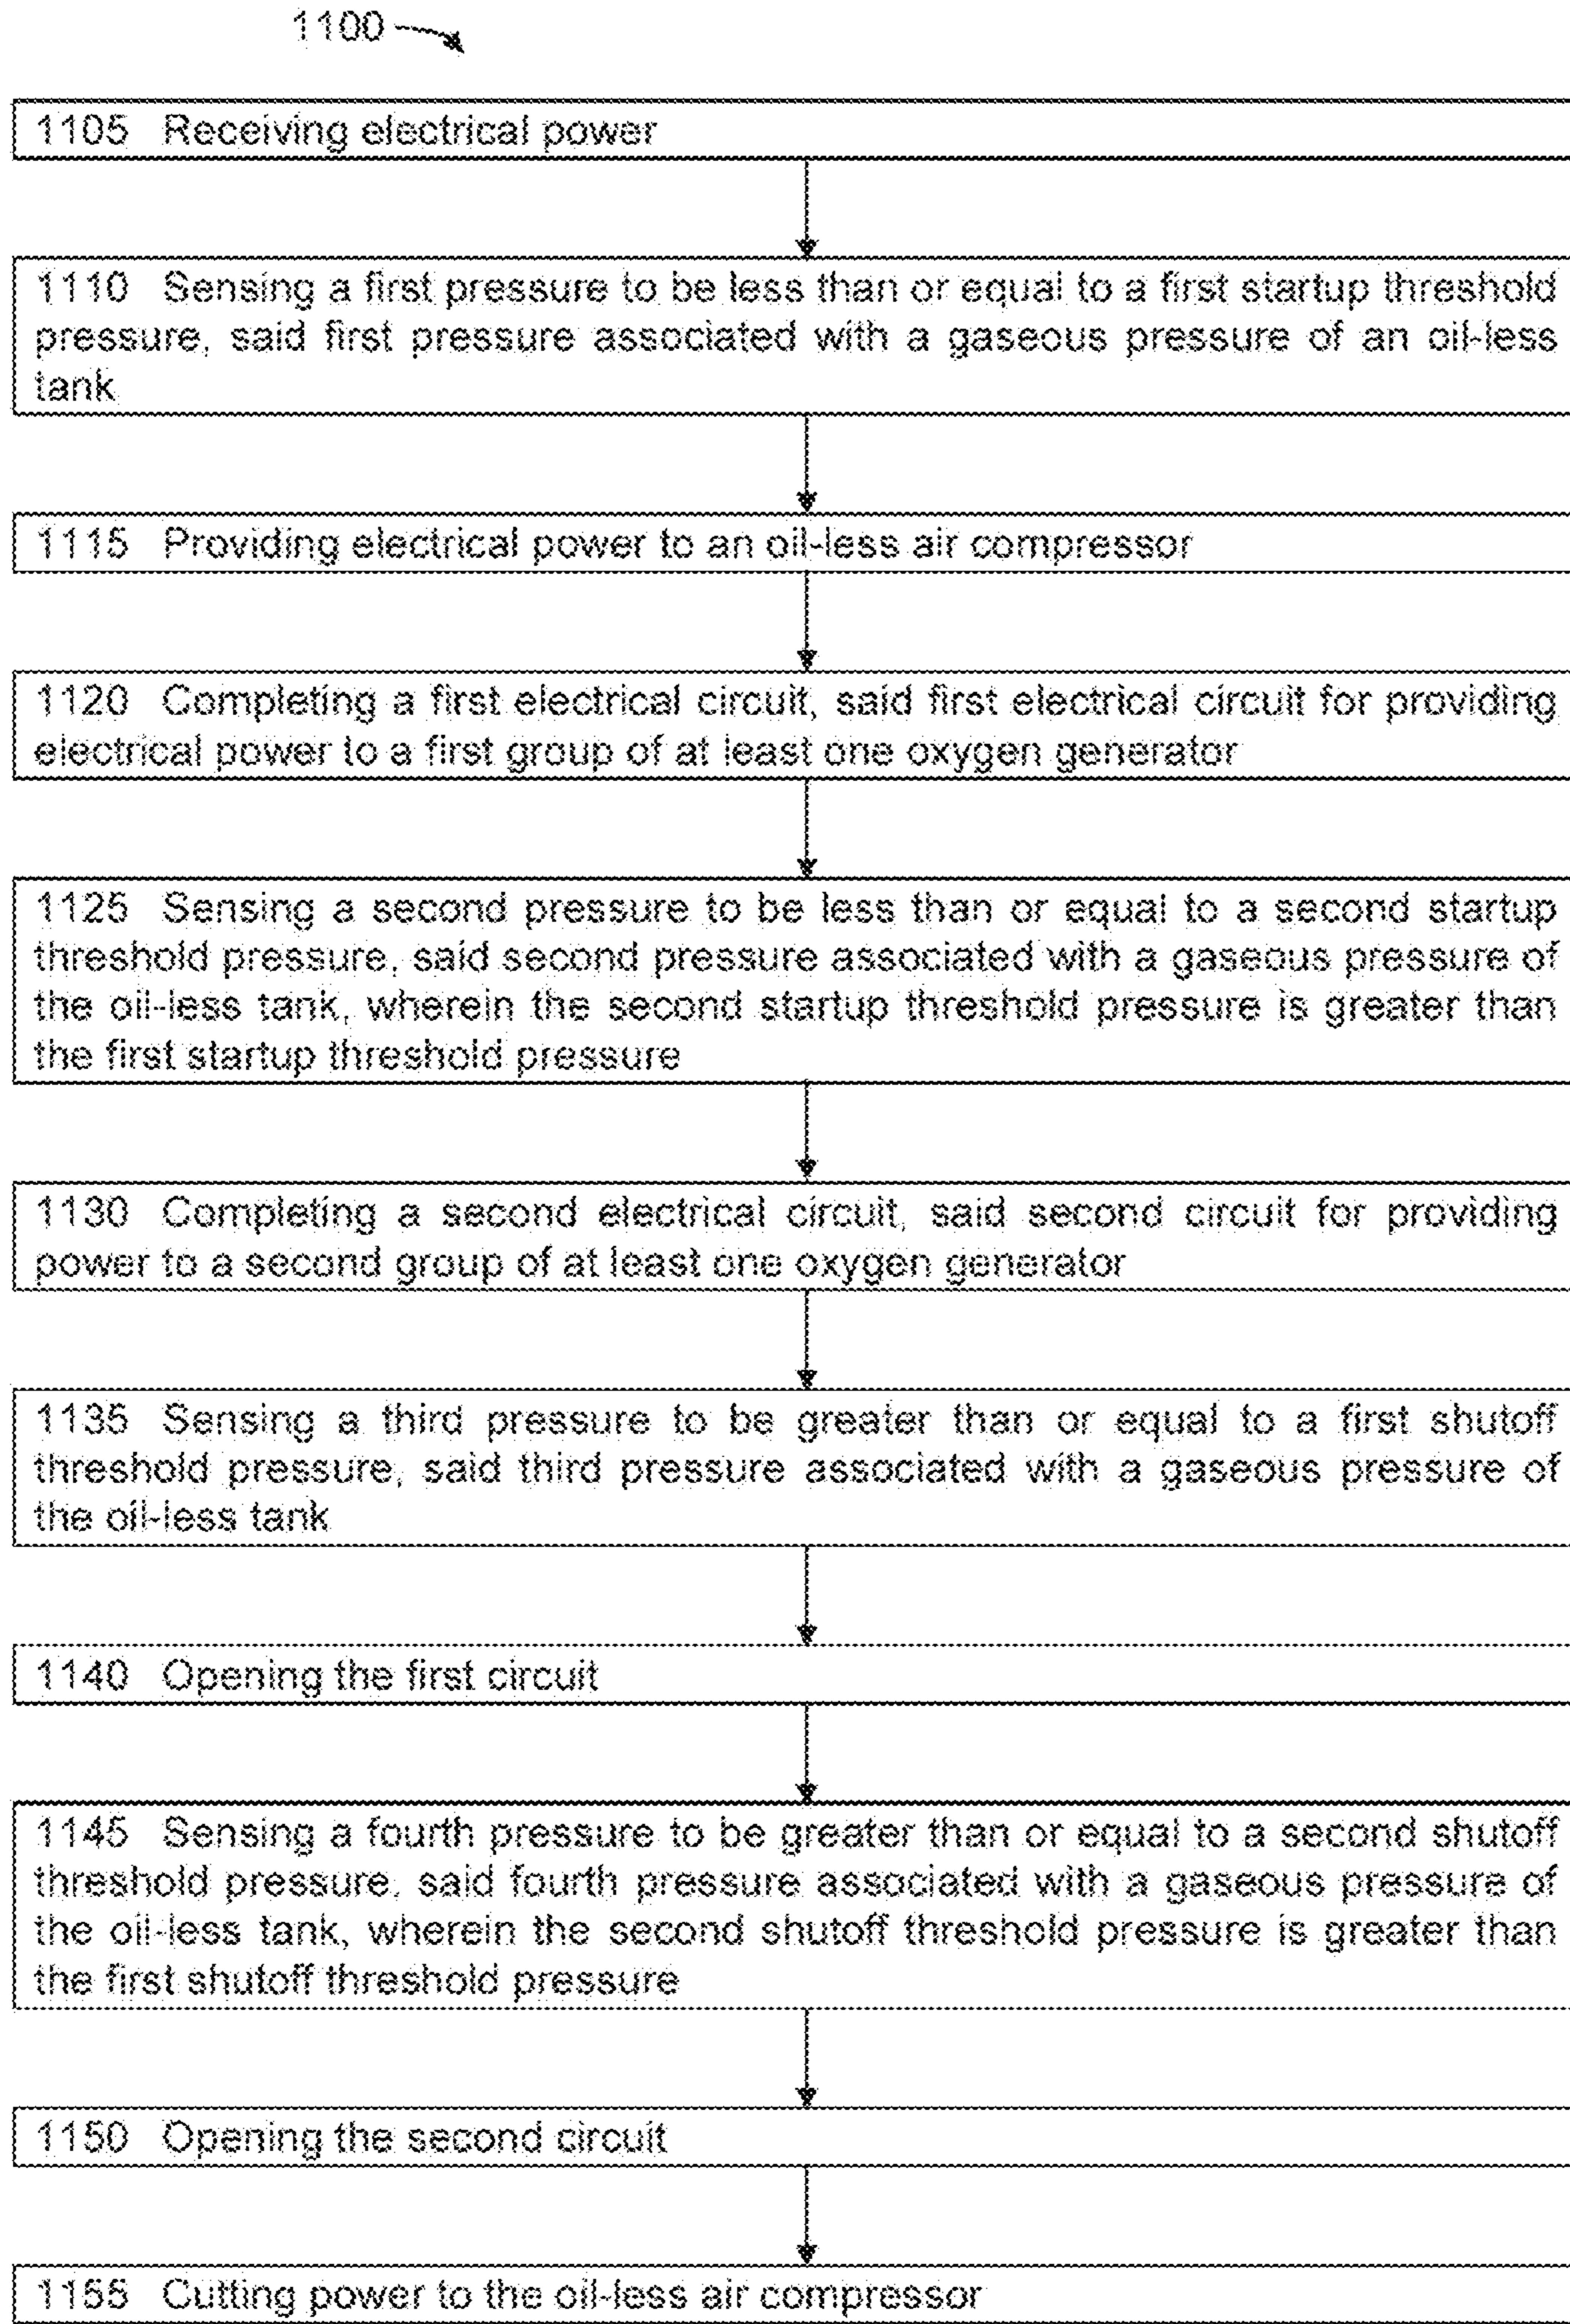 1100
1105 Receiving electrical power
1110 Sensing a first pressure to be less than or equal to a first startup threshold
pressure, said first pressure associated with a gaseous pressure of an oil-less
tank
1115 Providing electrical power to an oil-less air compressor
1120 Completing a first electrical circuit, said first electrical circuit for providing
electrical power to a first group of at least one oxygen generator
1125 Sensing a second pressure to be less than or equal to a second startup
threshold pressure, said second pressure associated with a gaseous pressure of
the oil-less tank, wherein the second startup threshold pressure is greater than
the first startup threshold pressure
1130 Completing a second electrical circuit, said second circuit for providing
power to a second group of at least one oxygen generator
1135 Sensing a third pressure to be greater than or equal to a first shutoff
threshold pressure, said third pressure associated with a gaseous pressure of
the oil-less tank
1140 Opening the first circuit
1145 Sensing a fourth pressure to be greater than or equal to a second shutoff
threshold pressure, said fourth pressure associated with a gaseous pressure of
the oil-less tank, wherein the second shutoff threshold pressure is greater than
the first shutoff threshold pressure
1150 Opening the second circuit
1155 Cutting power to the oil-less air compressor